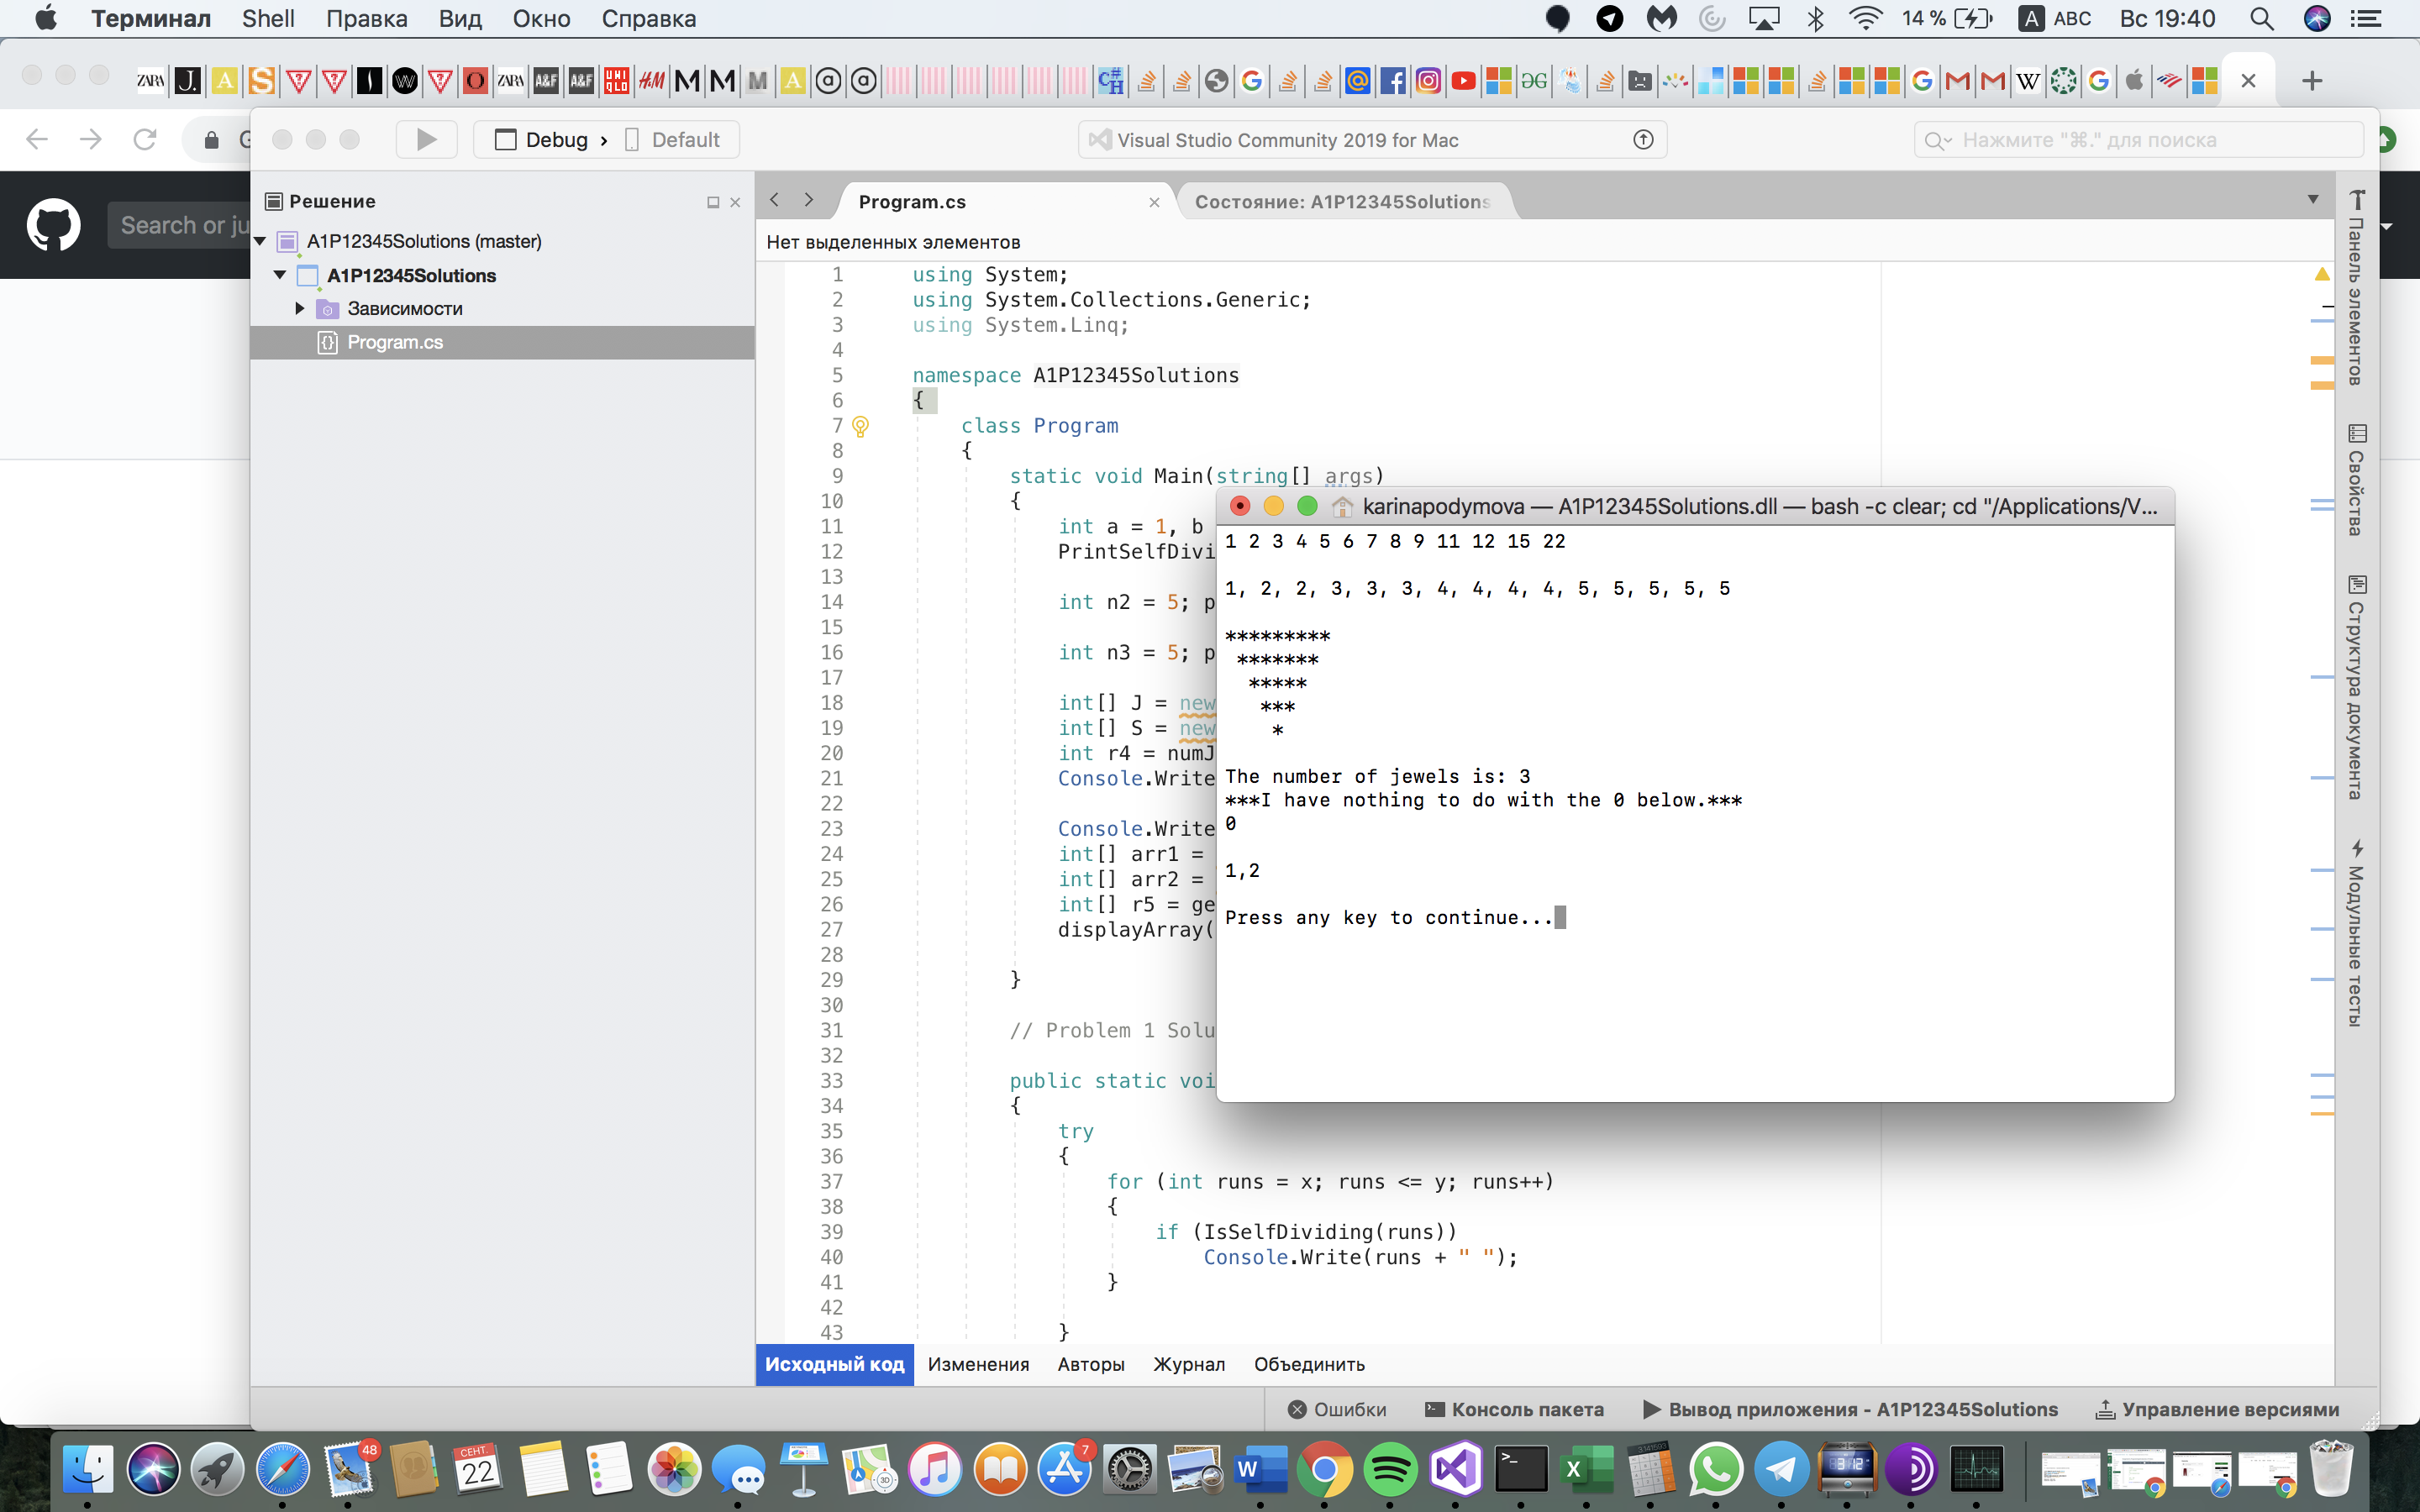 Терминал Shell Правка Вид Окно Справка 14 % A ABC Вс 19:40
Debug › Default
Visual Studio Community 2019 for Mac
Нажмите "⌘." для поиска
Search or ju
Решение
A1P12345Solutions (master)
A1P12345Solutions
Зависимости
Program.cs
Program.cs
Состояние: A1P12345Solutions
Нет выделенных элементов
1 using System;
2 using System.Collections.Generic;
3 using System.Linq;
4
5 namespace A1P12345Solutions
6 {
7 class Program
8 {
9 static void Main(string[] args)
10 {
11 int a = 1, b
12 PrintSelfDivi
13
14 int n2 = 5; p
15
16 int n3 = 5; p
17
18 int[] J = new
19 int[] S = new
20 int r4 = numJ
21 Console.Write
22
23 Console.Write
24 int[] arr1 =
25 int[] arr2 =
26 int[] r5 = ge
27 displayArray(
28
29 }
30
31 // Problem 1 Solu
32
33 public static voi
34 {
35 try
36 {
37 for (int runs = x; runs <= y; runs++)
38 {
39 if (IsSelfDividing(runs))
40 Console.Write(runs + " ");
41 }
42
43 }
karinapodymova — A1P12345Solutions.dll — bash -c clear; cd "/Applications/V...
1 2 3 4 5 6 7 8 9 11 12 15 22
1, 2, 2, 3, 3, 3, 4, 4, 4, 4, 5, 5, 5, 5, 5
*********
*******
*****
***
*
The number of jewels is: 3
***I have nothing to do with the 0 below.***
0
1,2
Press any key to continue...
Панель элементов
Свойства
Структура документа
Модульные тесты
Исходный код Изменения Авторы Журнал Объединить
Ошибки Консоль пакета Вывод приложения - A1P12345Solutions Управление версиями
48
СЕНТ.
22
7